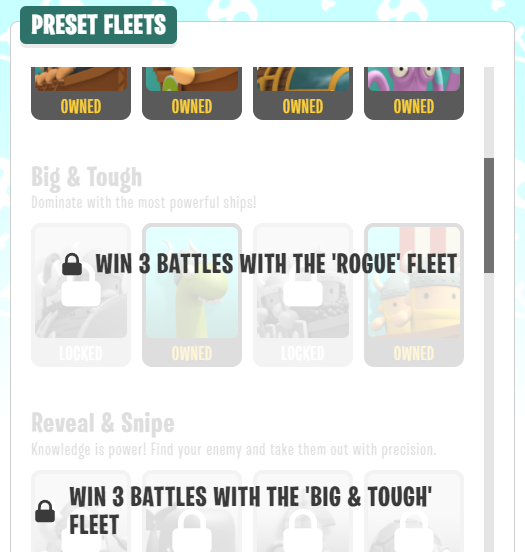 PRESET FLEETS
OWNED OWNED OWNED OWNED
Big & Tough
Dominate with the most powerful ships!
WIN 3 BATTLES WITH THE 'ROGUE' FLEET
LOCKED OWNED LOCKED OWNED
Reveal & Snipe
Knowledge is power! Find your enemy and take them out with precision.
WIN 3 BATTLES WITH THE 'BIG & TOUGH'
FLEET